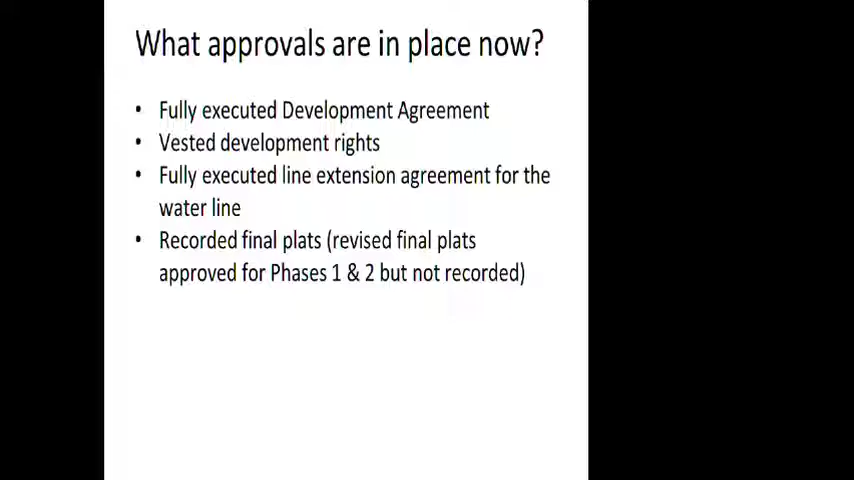 What approvals are in place now?
• Fully executed Development Agreement
• Vested development rights
• Fully executed line extension agreement for the
water line
• Recorded final plats (revised final plats
approved for Phases 1 & 2 but not recorded)